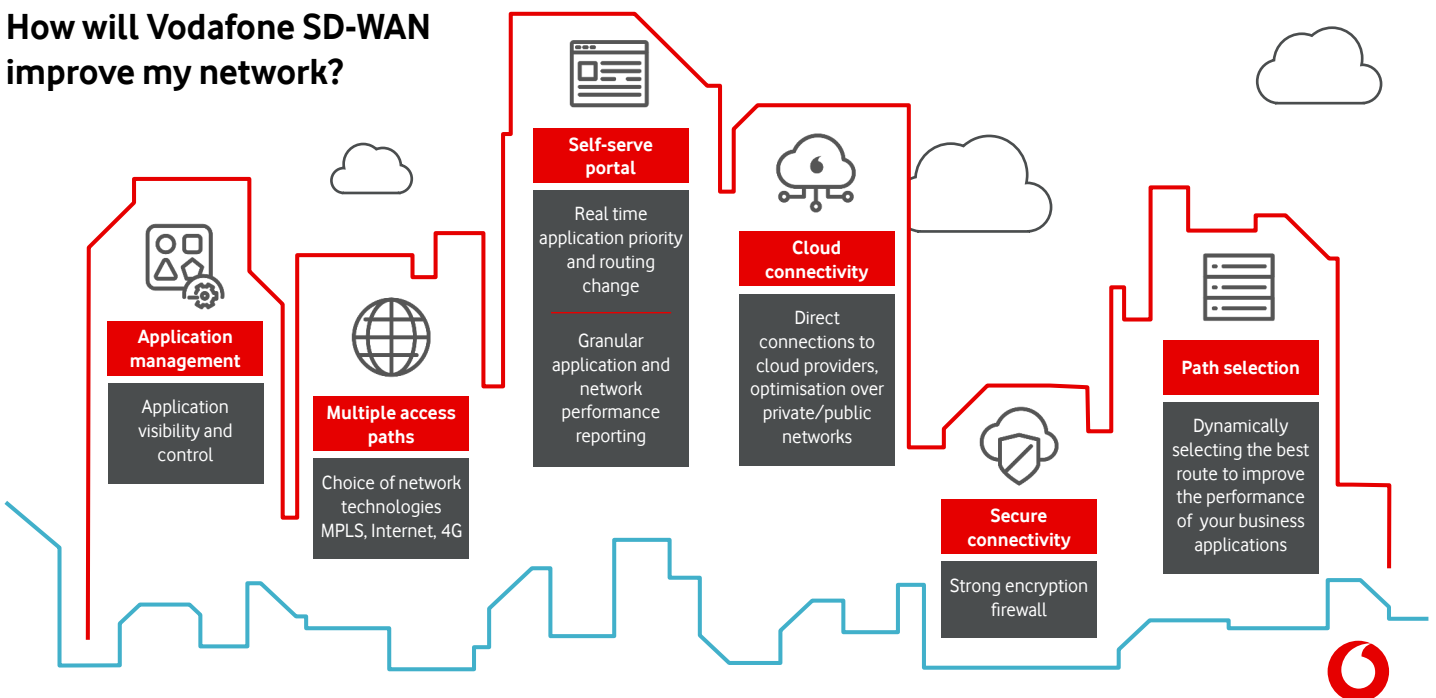 How will Vodafone SD-WAN
improve my network?
Application
management
Application
visibility and
control
Multiple access
paths
Choice of network
technologies
MPLS, Internet, 4G
Self-serve
portal
Real time
application priority
and routing
change
Granular
application and
network
performance
reporting
Cloud
connectivity
Direct
connections to
cloud providers,
optimisation over
private/public
networks
Secure
connectivity
Strong encryption
firewall
Path selection
Dynamically
selecting the best
route to improve
the performance
of your business
applications